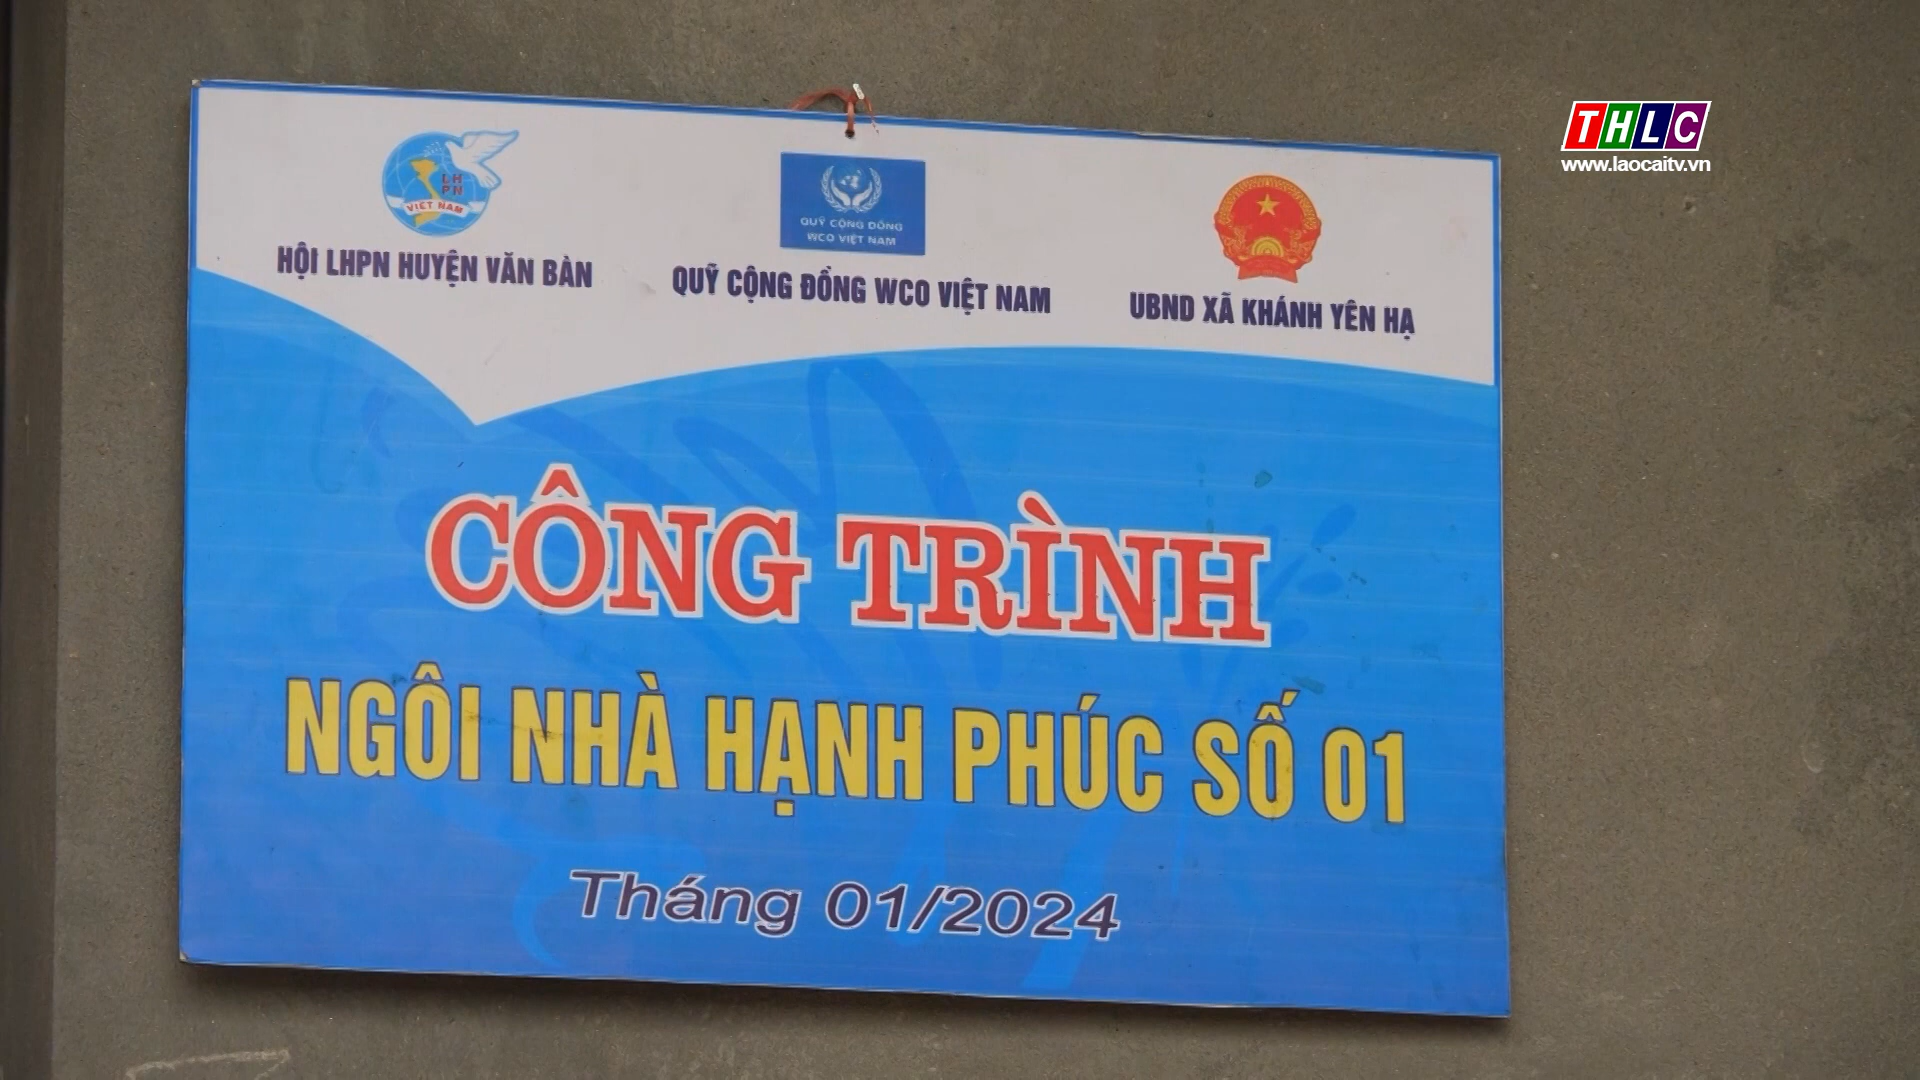 THLC
www.laocaitv.vn
LH
PN
VIỆT NAM
QUỸ CỘNG ĐỒNG
WCO VIỆT NAM
HỘI LHPN HUYỆN VĂN BÀN
QUỸ CỘNG ĐỒNG WCO VIỆT NAM
UBND XÃ KHÁNH YÊN HẠ
CÔNG TRÌNH
NGÔI NHÀ HẠNH PHÚC SỐ 01
Tháng 01/2024